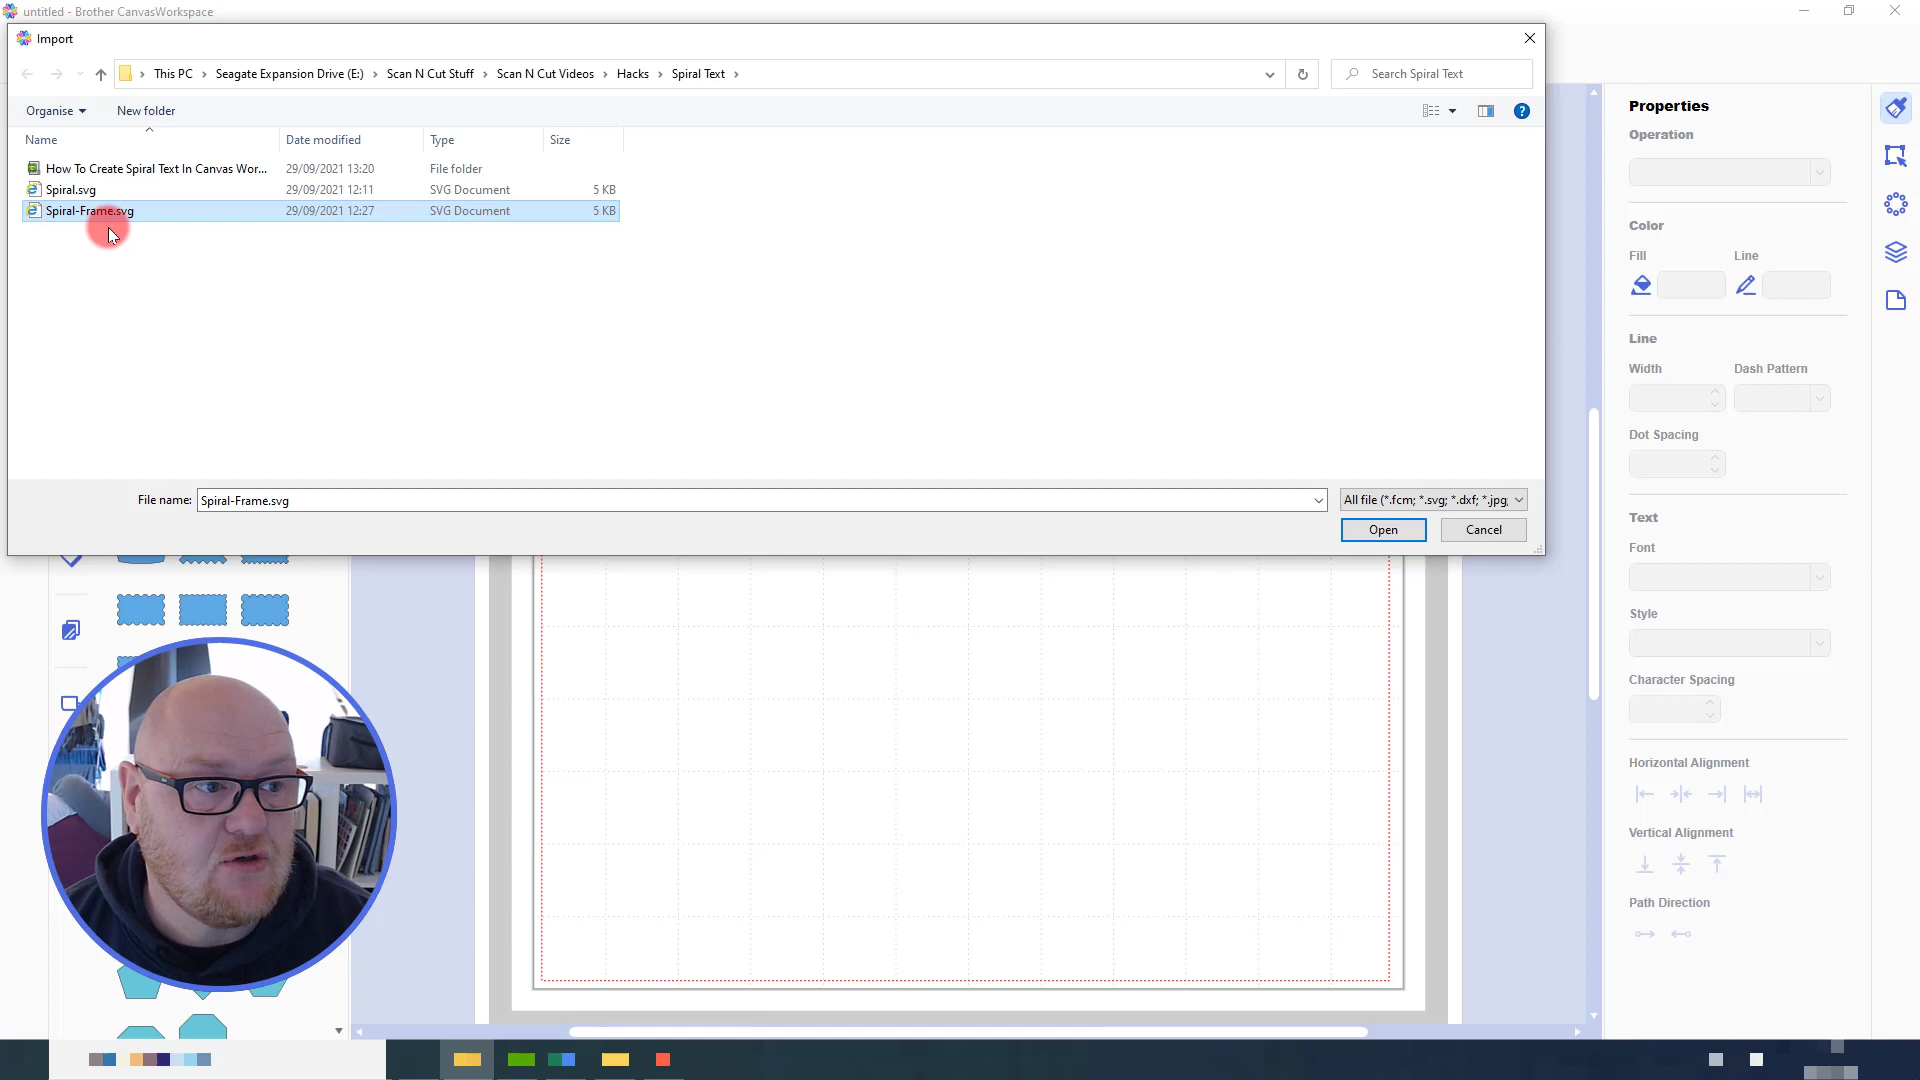 untitled - Brother CanvasWorkspace
Import
This PC
Seagate Expansion Drive (E:)
Scan N Cut Stuff
Scan N Cut Videos
Hacks
Spiral Text
Search Spiral Text
Organise
New folder
Name
Date modified
Type
Size
How To Create Spiral Text In Canvas Wor...
29/09/2021 13:20
File folder
Spiral.svg
29/09/2021 12:11
SVG Document
5 KB
Spiral-Frame.svg
29/09/2021 12:27
SVG Document
5 KB
File name:
Spiral-Frame.svg
All file (*.fcm; *.svg; *.dxf; *.jpg;
Open
Cancel
Properties
Operation
Color
Fill
Line
Line
Width
Dash Pattern
Dot Spacing
Text
Font
Style
Character Spacing
Horizontal Alignment
Vertical Alignment
Path Direction